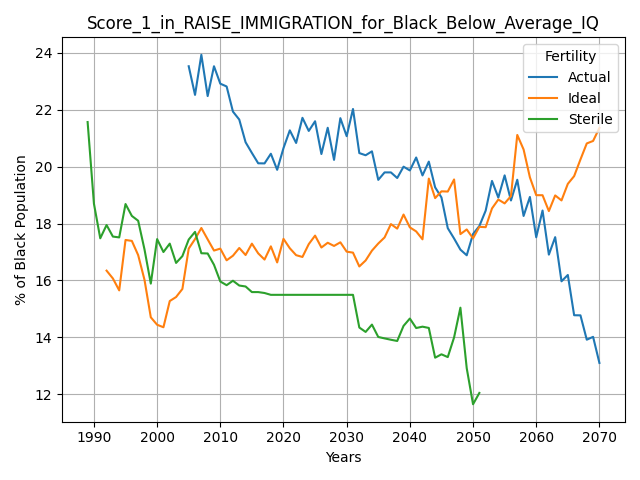 Score_1_in_RAISE_IMMIGRATION_for_Black_Below_Average_IQ
Fertility
Actual
Ideal
Sterile
% of Black Population
24
22
20
18
16
14
12
1990 2000 2010 2020 2030 2040 2050 2060 2070
Years